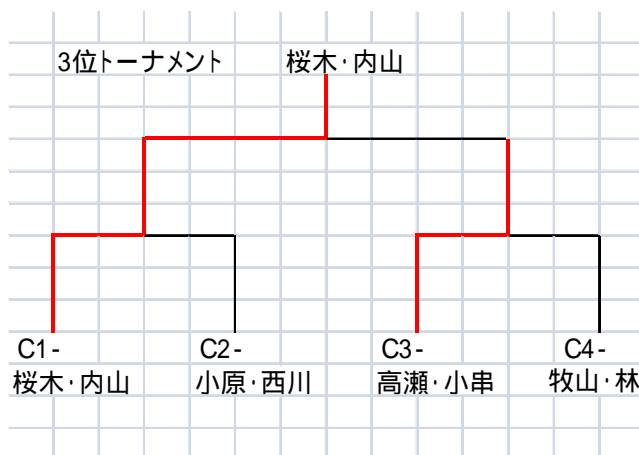 3位トーナメント 桜木・内山
C1- C2- C3- C4-
桜木・内山 小原・西川 高瀬・小串 牧山・林